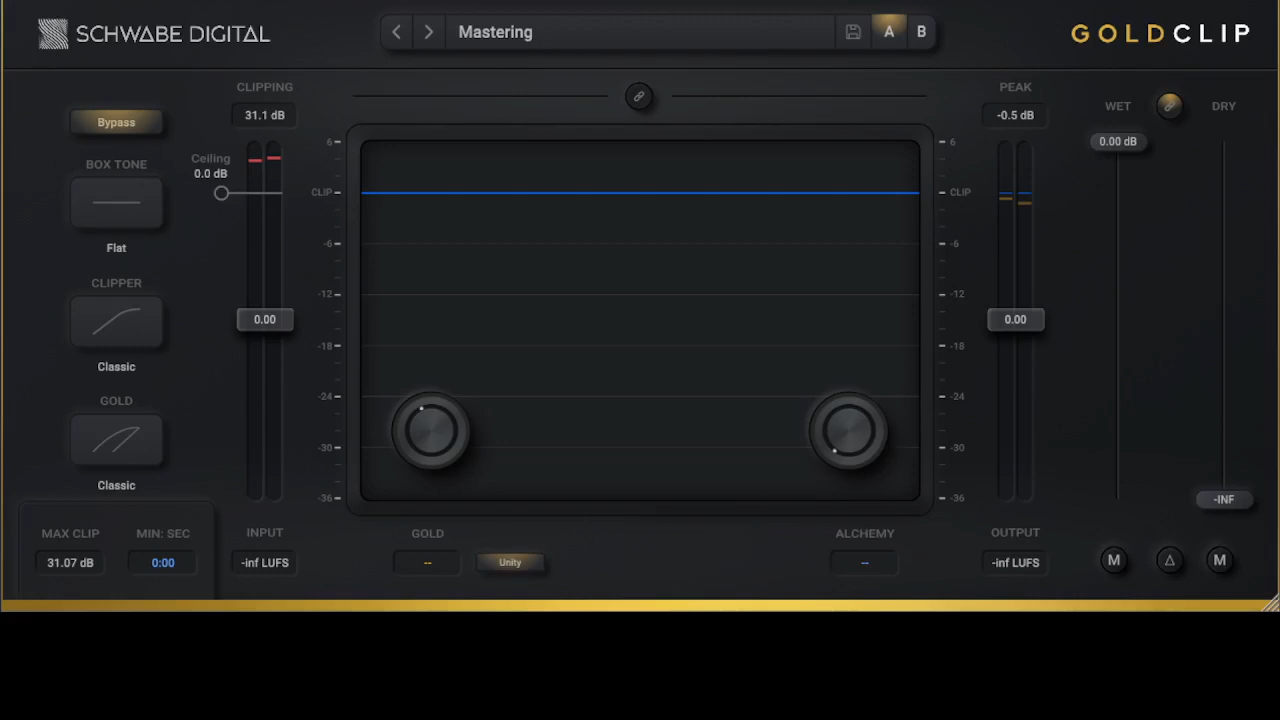 SCHWABE DIGITAL
Mastering
A
B
GOLDCLIP
Bypass
BOX TONE
Flat
CLIPPER
Classic
GOLD
Classic
CLIPPING
31.1 dB
Ceiling
0.0 dB
0.00
6
CLIP
-6
-12
-18
-24
-30
-36
6
CLIP
-6
-12
-18
-24
-30
-36
PEAK
-0.5 dB
0.00
WET
DRY
0.00 dB
-INF
MAX CLIP
MIN: SEC
31.07 dB
0:00
INPUT
-inf LUFS
GOLD
--
Unity
ALCHEMY
--
OUTPUT
-inf LUFS
M
Δ
M